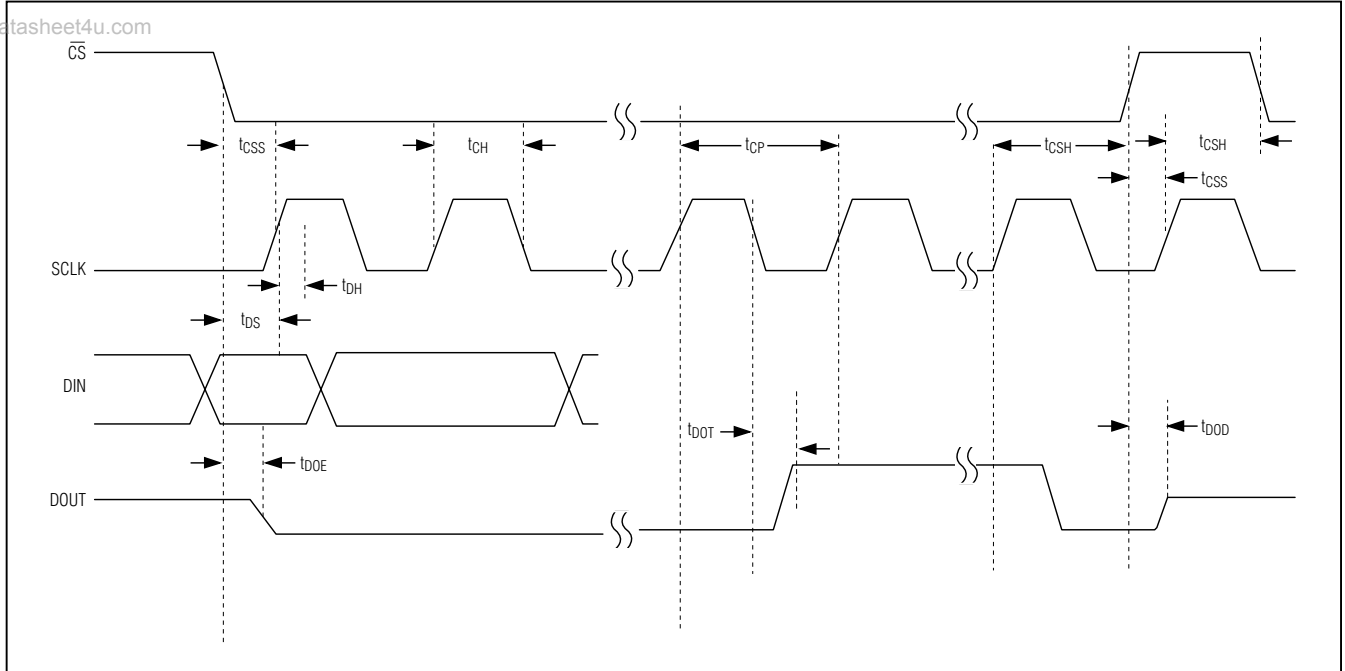 atasheet4u.com
CS
tCSS
tCH
tCP
tCSH
tCSH
tCSS
SCLK
tDH
tDS
DIN
tDOT
tDOD
tDOE
DOUT